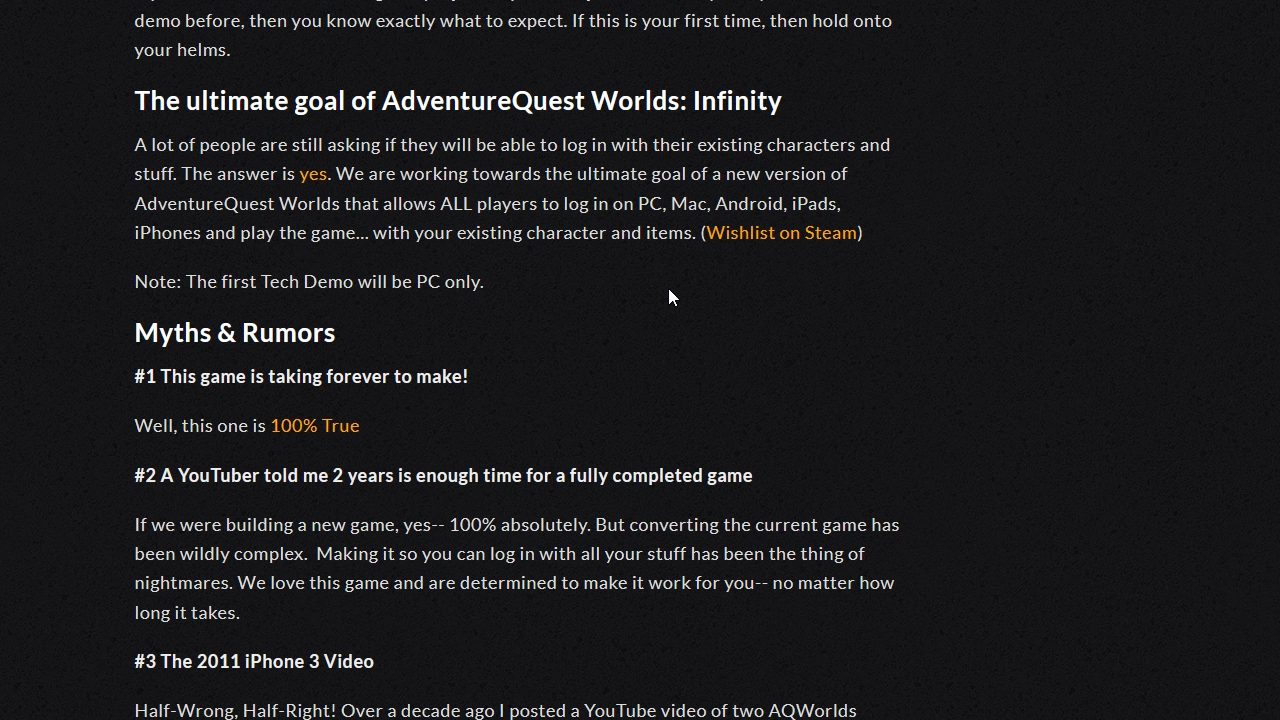 demo before, then you know exactly what to expect. If this is your first time, then hold onto
your helms.
The ultimate goal of AdventureQuest Worlds: Infinity
A lot of people are still asking if they will be able to log in with their existing characters and
stuff. The answer is yes. We are working towards the ultimate goal of a new version of
AdventureQuest Worlds that allows ALL players to log in on PC, Mac, Android, iPads,
iPhones and play the game... with your existing character and items. (Wishlist on Steam)
Note: The first Tech Demo will be PC only.
Myths & Rumors
#1 This game is taking forever to make!
Well, this one is 100% True
#2 A YouTuber told me 2 years is enough time for a fully completed game
If we were building a new game, yes-- 100% absolutely. But converting the current game has
been wildly complex.  Making it so you can log in with all your stuff has been the thing of
nightmares. We love this game and are determined to make it work for you-- no matter how
long it takes.
#3 The 2011 iPhone 3 Video
Half-Wrong, Half-Right! Over a decade ago I posted a YouTube video of two AQWorlds